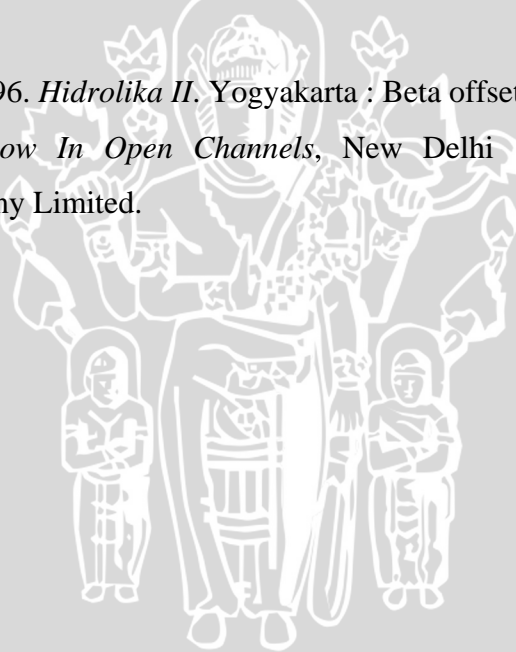 96. Hidrolika II. Yogyakarta : Beta offset
ow In Open Channels, New Delhi
ny Limited.